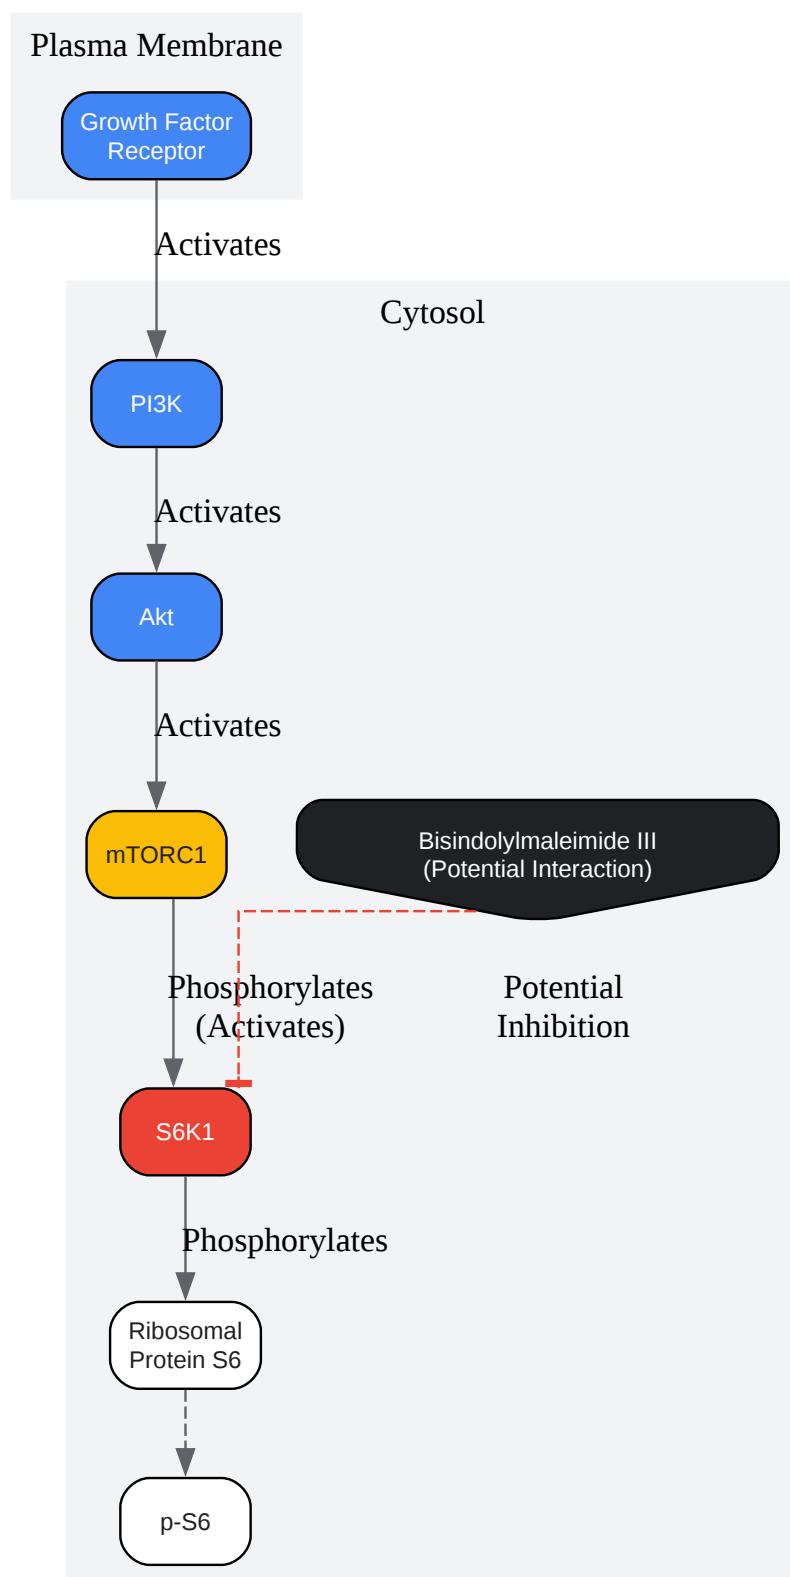 Plasma Membrane
Growth Factor
Receptor
Activates
Cytosol
PI3K
Activates
Akt
Activates
mTORC1
Bisindolylmaleimide III
(Potential Interaction)
Phosphorylates
(Activates)
Potential
Inhibition
S6K1
Phosphorylates
Ribosomal
Protein S6
p-S6